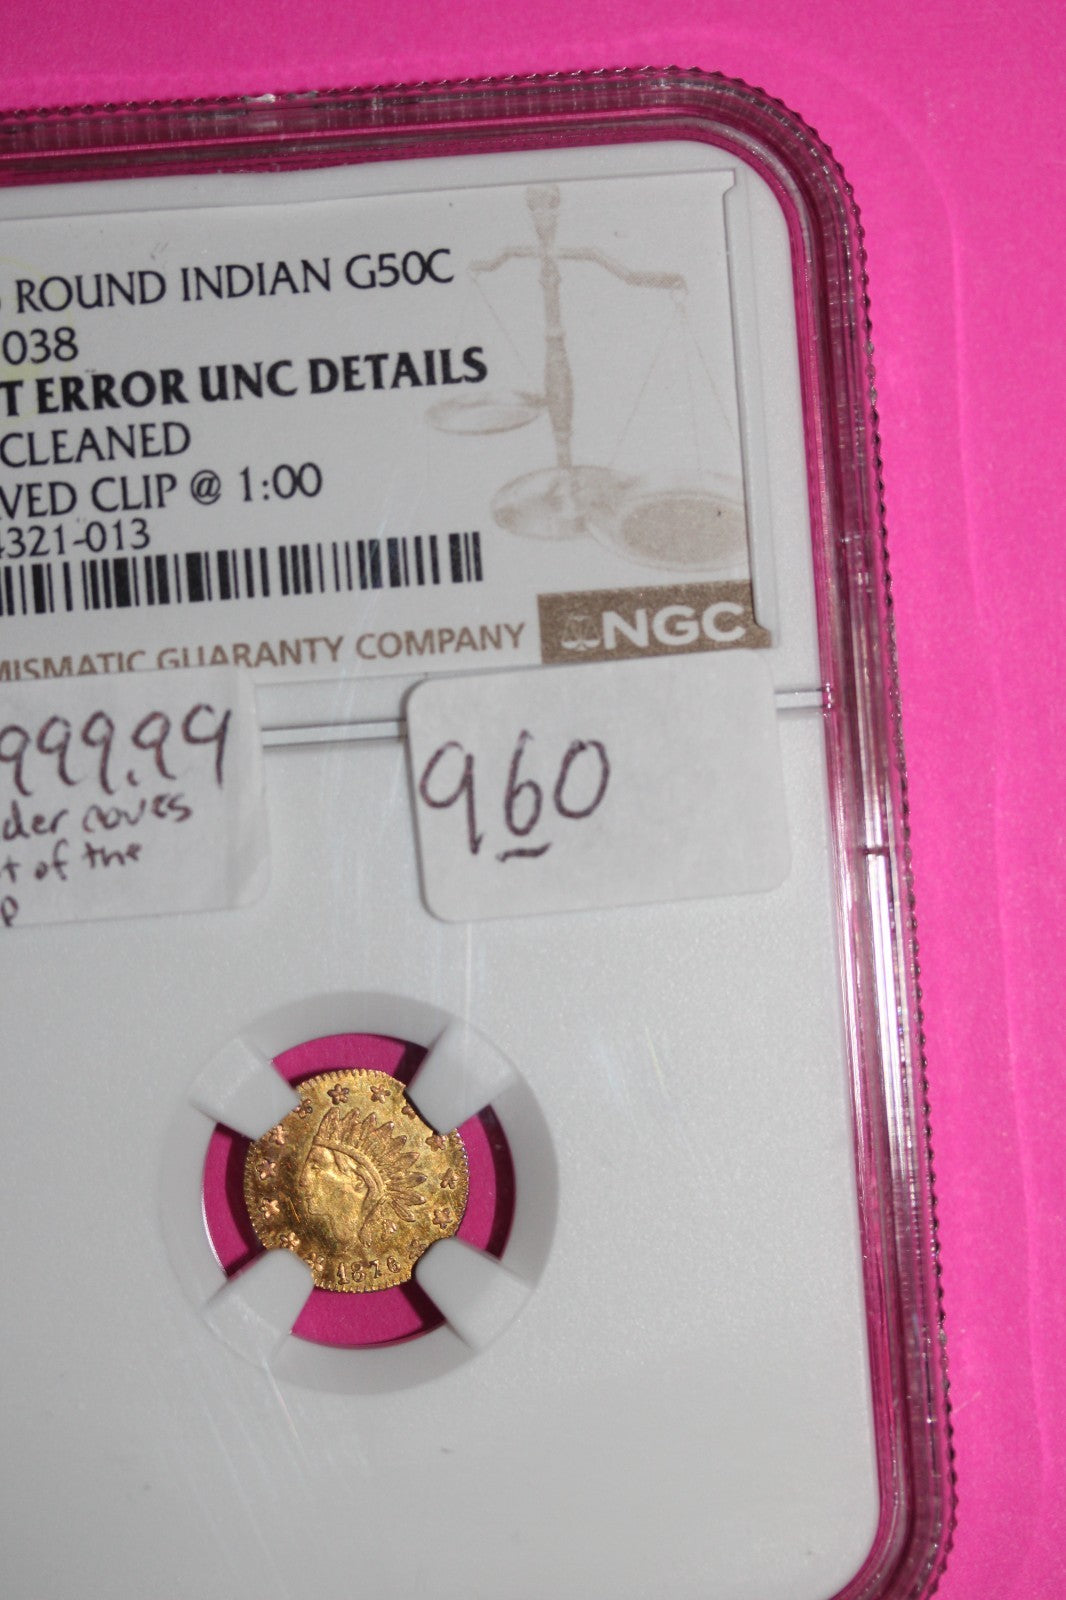 ROUND INDIAN G50C
038
T ERROR UNC DETAILS
CLEANED
VED CLIP @ 1:00
4321-013
MISMATIC GUARANTY COMPANY
NGC
999.99
der covers
t of the
P
960
1876